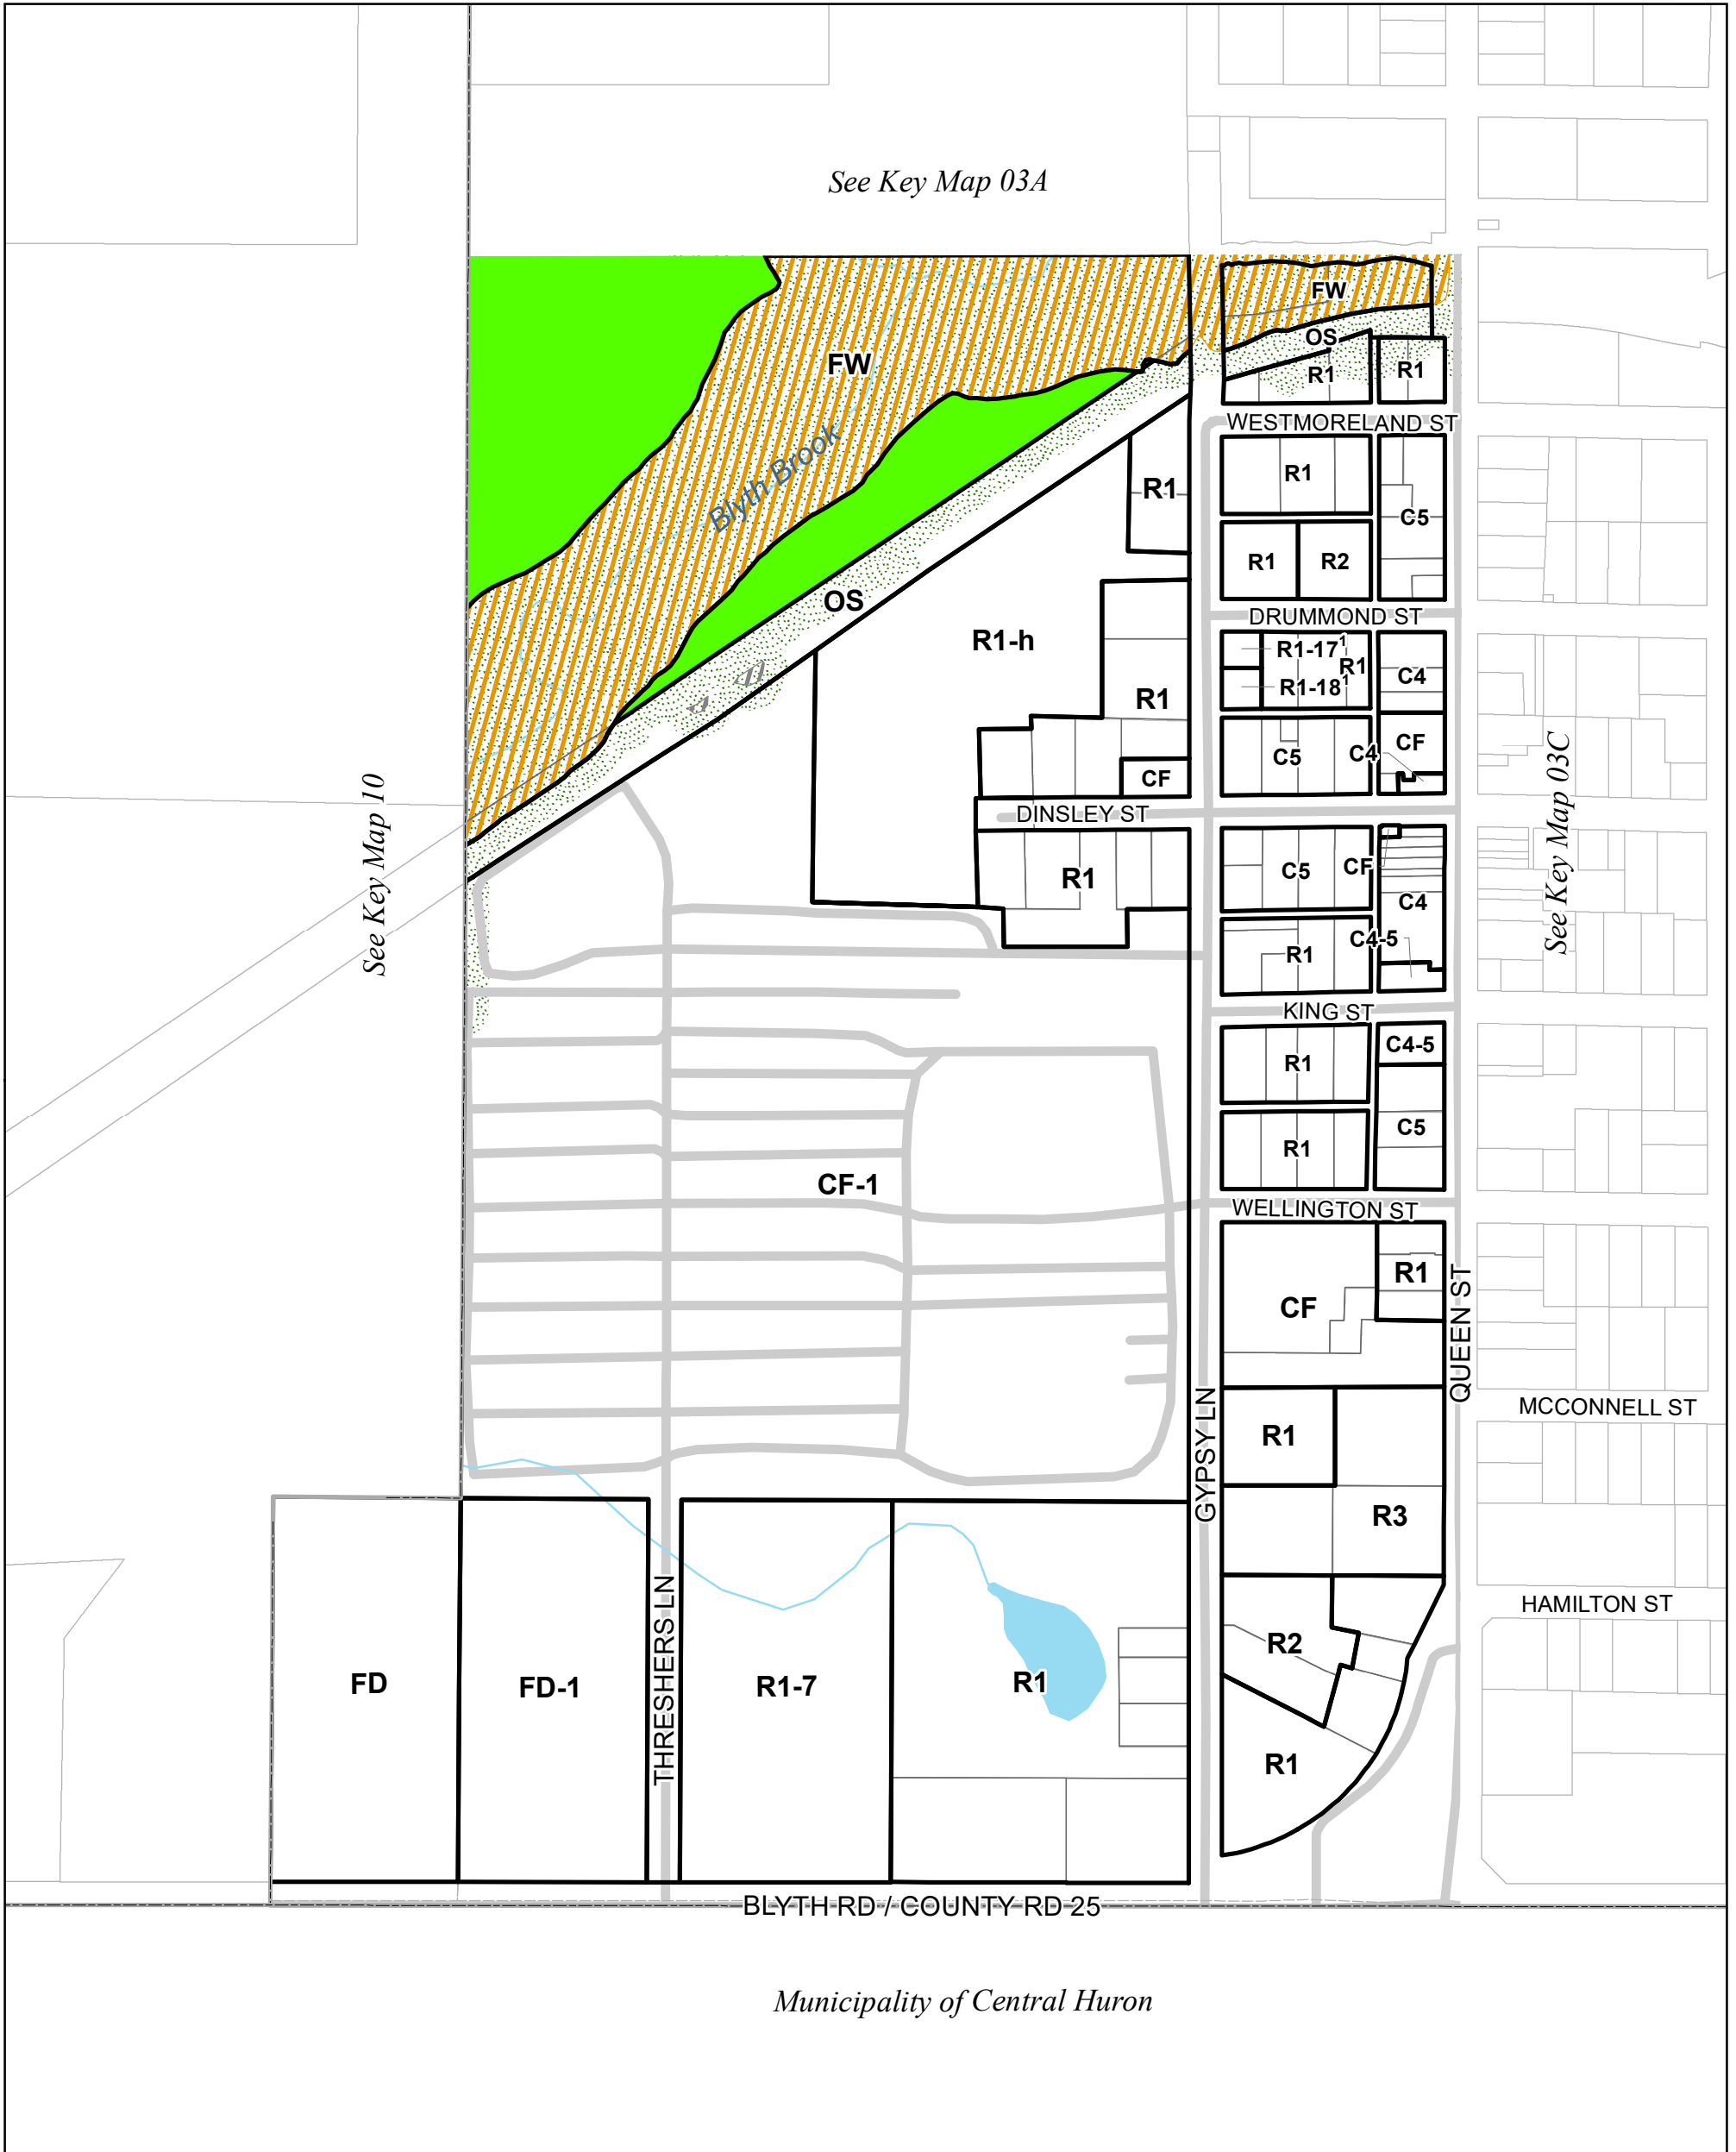 See Key Map 03A
FW
OS
R1
R1
FW
Blyth Brook
WESTMORELAND ST
R1
R1
C5
R1
R2
OS
R1-h
DRUMMOND ST
R1-17¹
R1
C4
R1-18¹
R1
CF
C5
C4
CF
See Key Map 10
See Key Map 03C
DINSLEY ST
C5
CF
R1
C4
C4-5
R1
KING ST
C4-5
R1
C5
R1
CF-1
WELLINGTON ST
R1
CF
QUEEN ST
MCCONNELL ST
R1
GYPSY LN
R3
HAMILTON ST
R2
FD
FD-1
THRESHERS LN
R1-7
R1
R1
BLYTH RD / COUNTY RD 25
Municipality of Central Huron